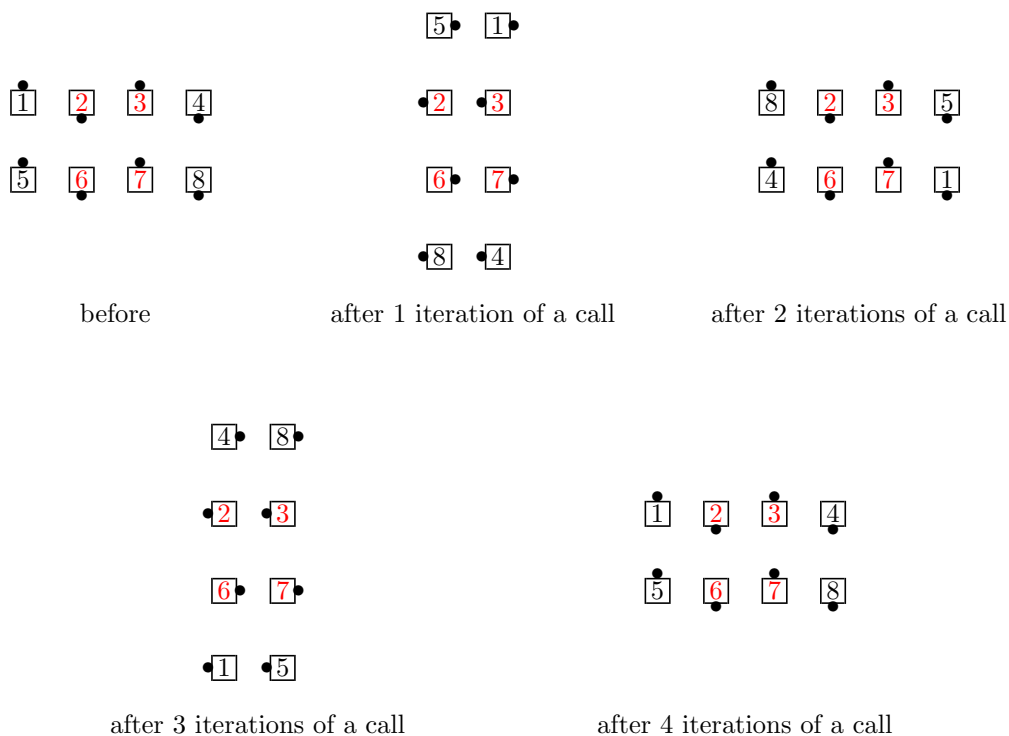 5 1
1 2 3 4
2 3
8 2 3 5
5 6 7 8
6 7
4 6 7 1
8 4
before
after 1 iteration of a call
after 2 iterations of a call
4 8
2 3
1 2 3 4
6 7
5 6 7 8
1 5
after 3 iterations of a call
after 4 iterations of a call